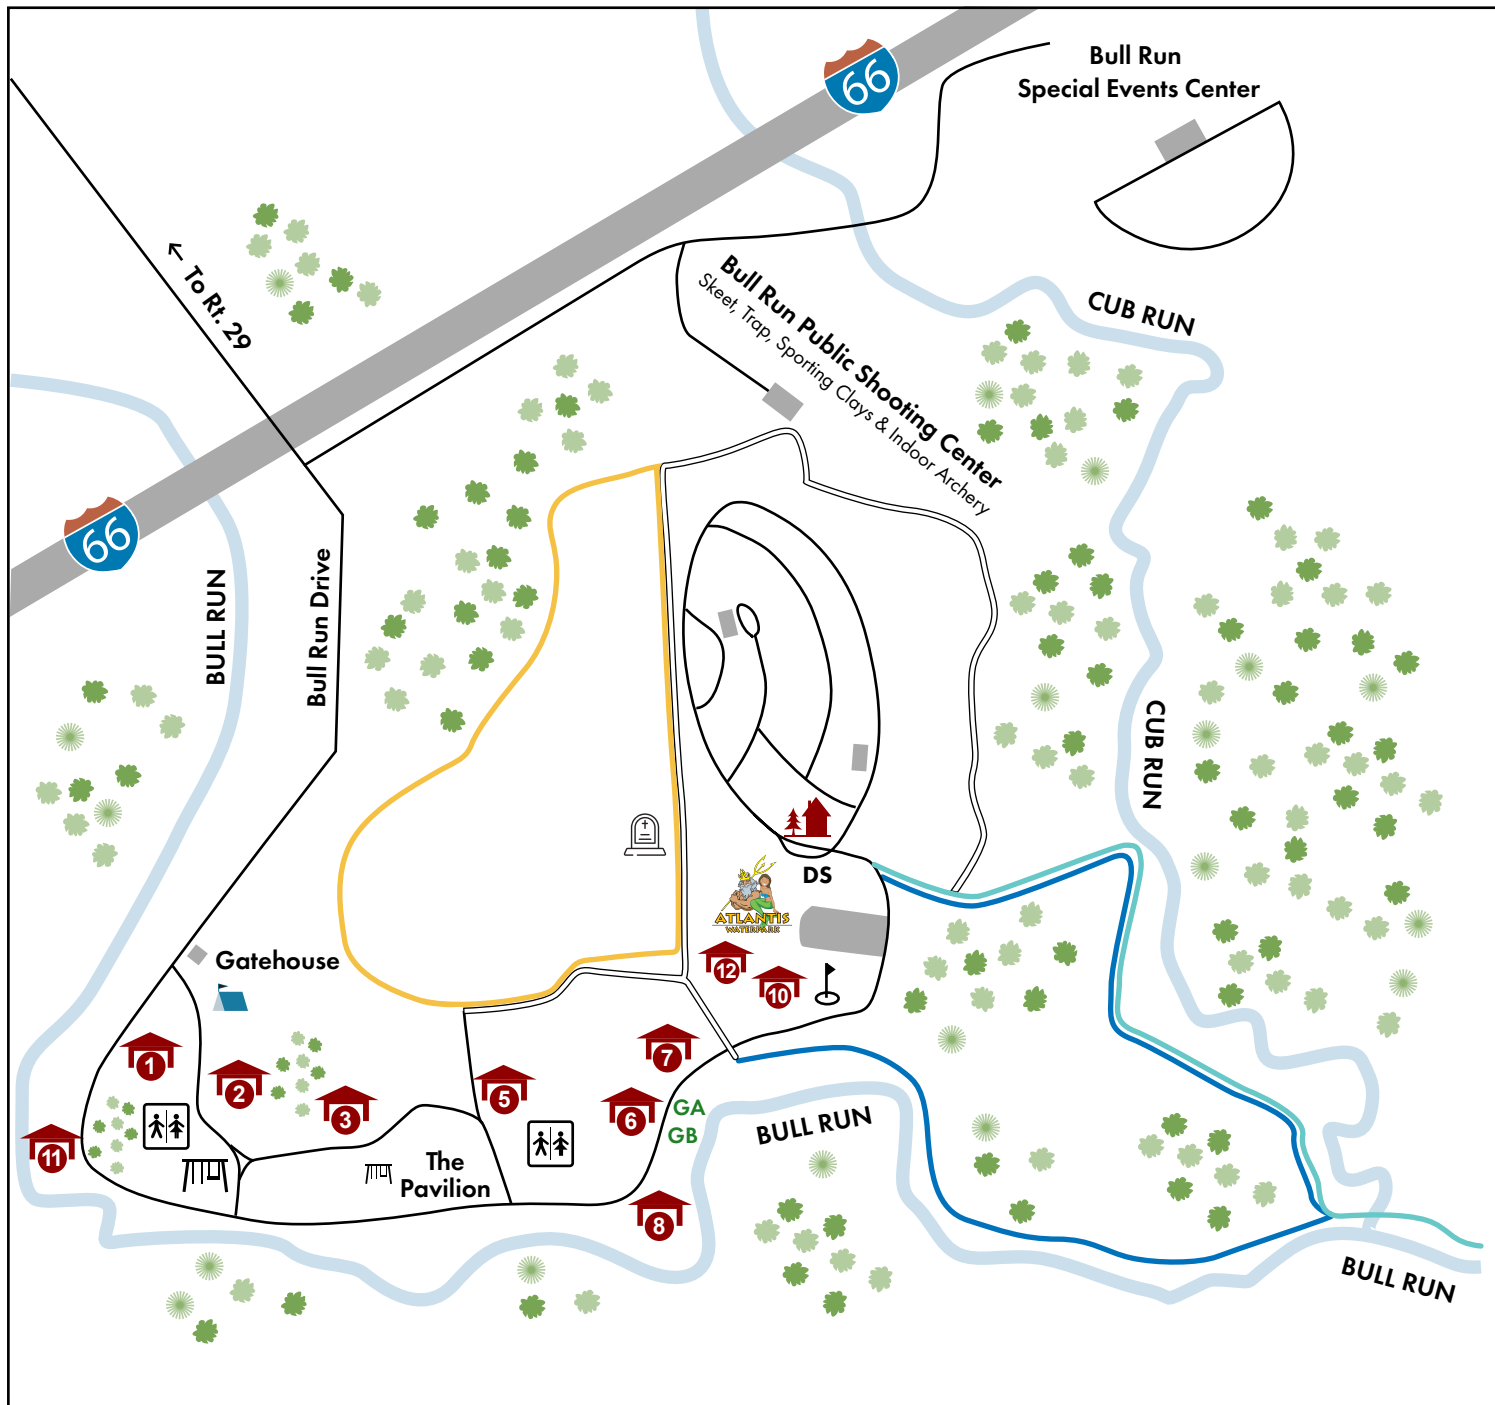 66
Bull Run
Special Events Center
← To Rt. 29
Bull Run Public Shooting Center
Skeet, Trap, Sporting Clays & Indoor Archery
CUB RUN
66
BULL RUN
Bull Run Drive
CUB RUN
DS
ATLANTIS
WATERPARK
Gatehouse
12
10
1
2
3
5
7
6
GA
GB
BULL RUN
11
The
Pavilion
8
BULL RUN